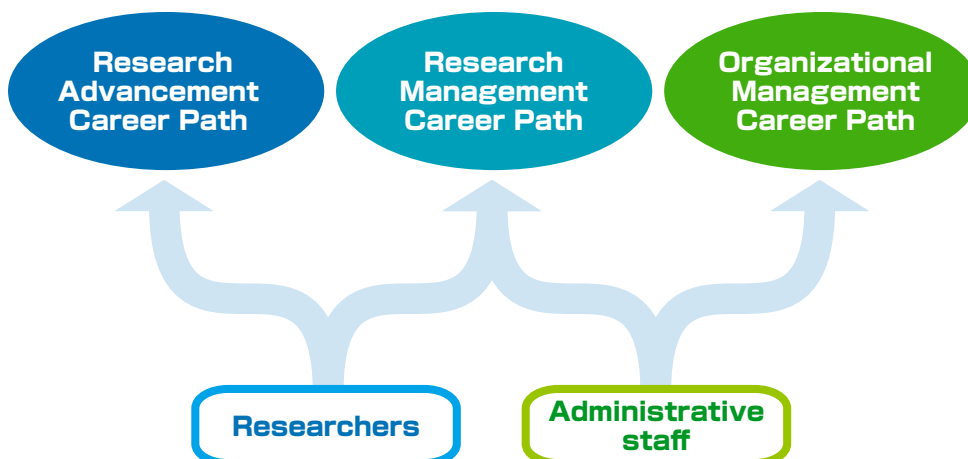 Research
Advancement
Career Path
Research
Management
Career Path
Organizational
Management
Career Path
Researchers
Administrative
staff